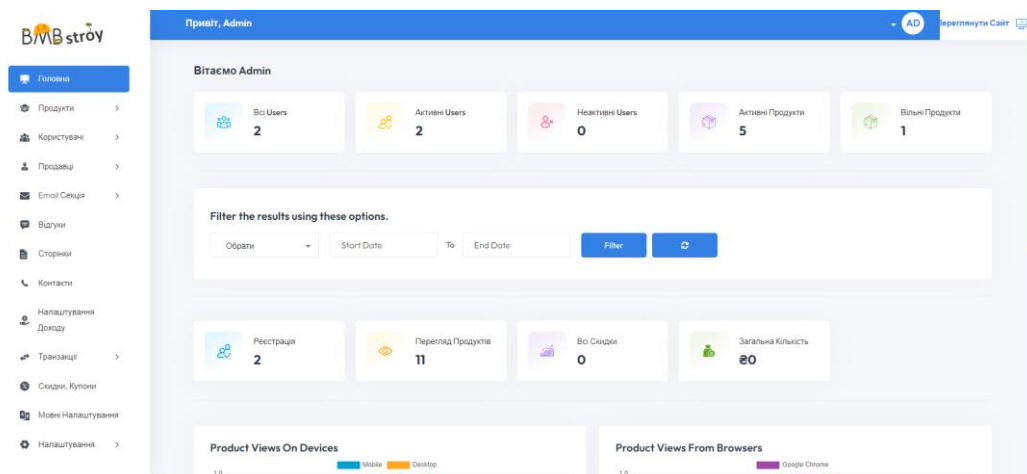 BMB stroy
Привіт, Admin
AD
Переглянути Сайт
Головна
Продукти
Користувачі
Продавці
Email Секція
Відгуки
Сторінки
Контакти
Налаштування
Доходу
Транзакції
Скидки, Купони
Мовні Налаштування
Налаштування
Вітаємо Admin
Всі Users
2
Активні Users
2
Неактивні Users
0
Активні Продукти
5
Вільні Продукти
1
Filter the results using these options.
Обрати
Start Date
To
End Date
Filter
Реєстрація
2
Перегляд Продуктів
11
Всі Скидки
0
Загальна Кількість
₴0
Product Views On Devices
Mobile
Desktop
1.0
Product Views From Browsers
Google Chrome
1.0